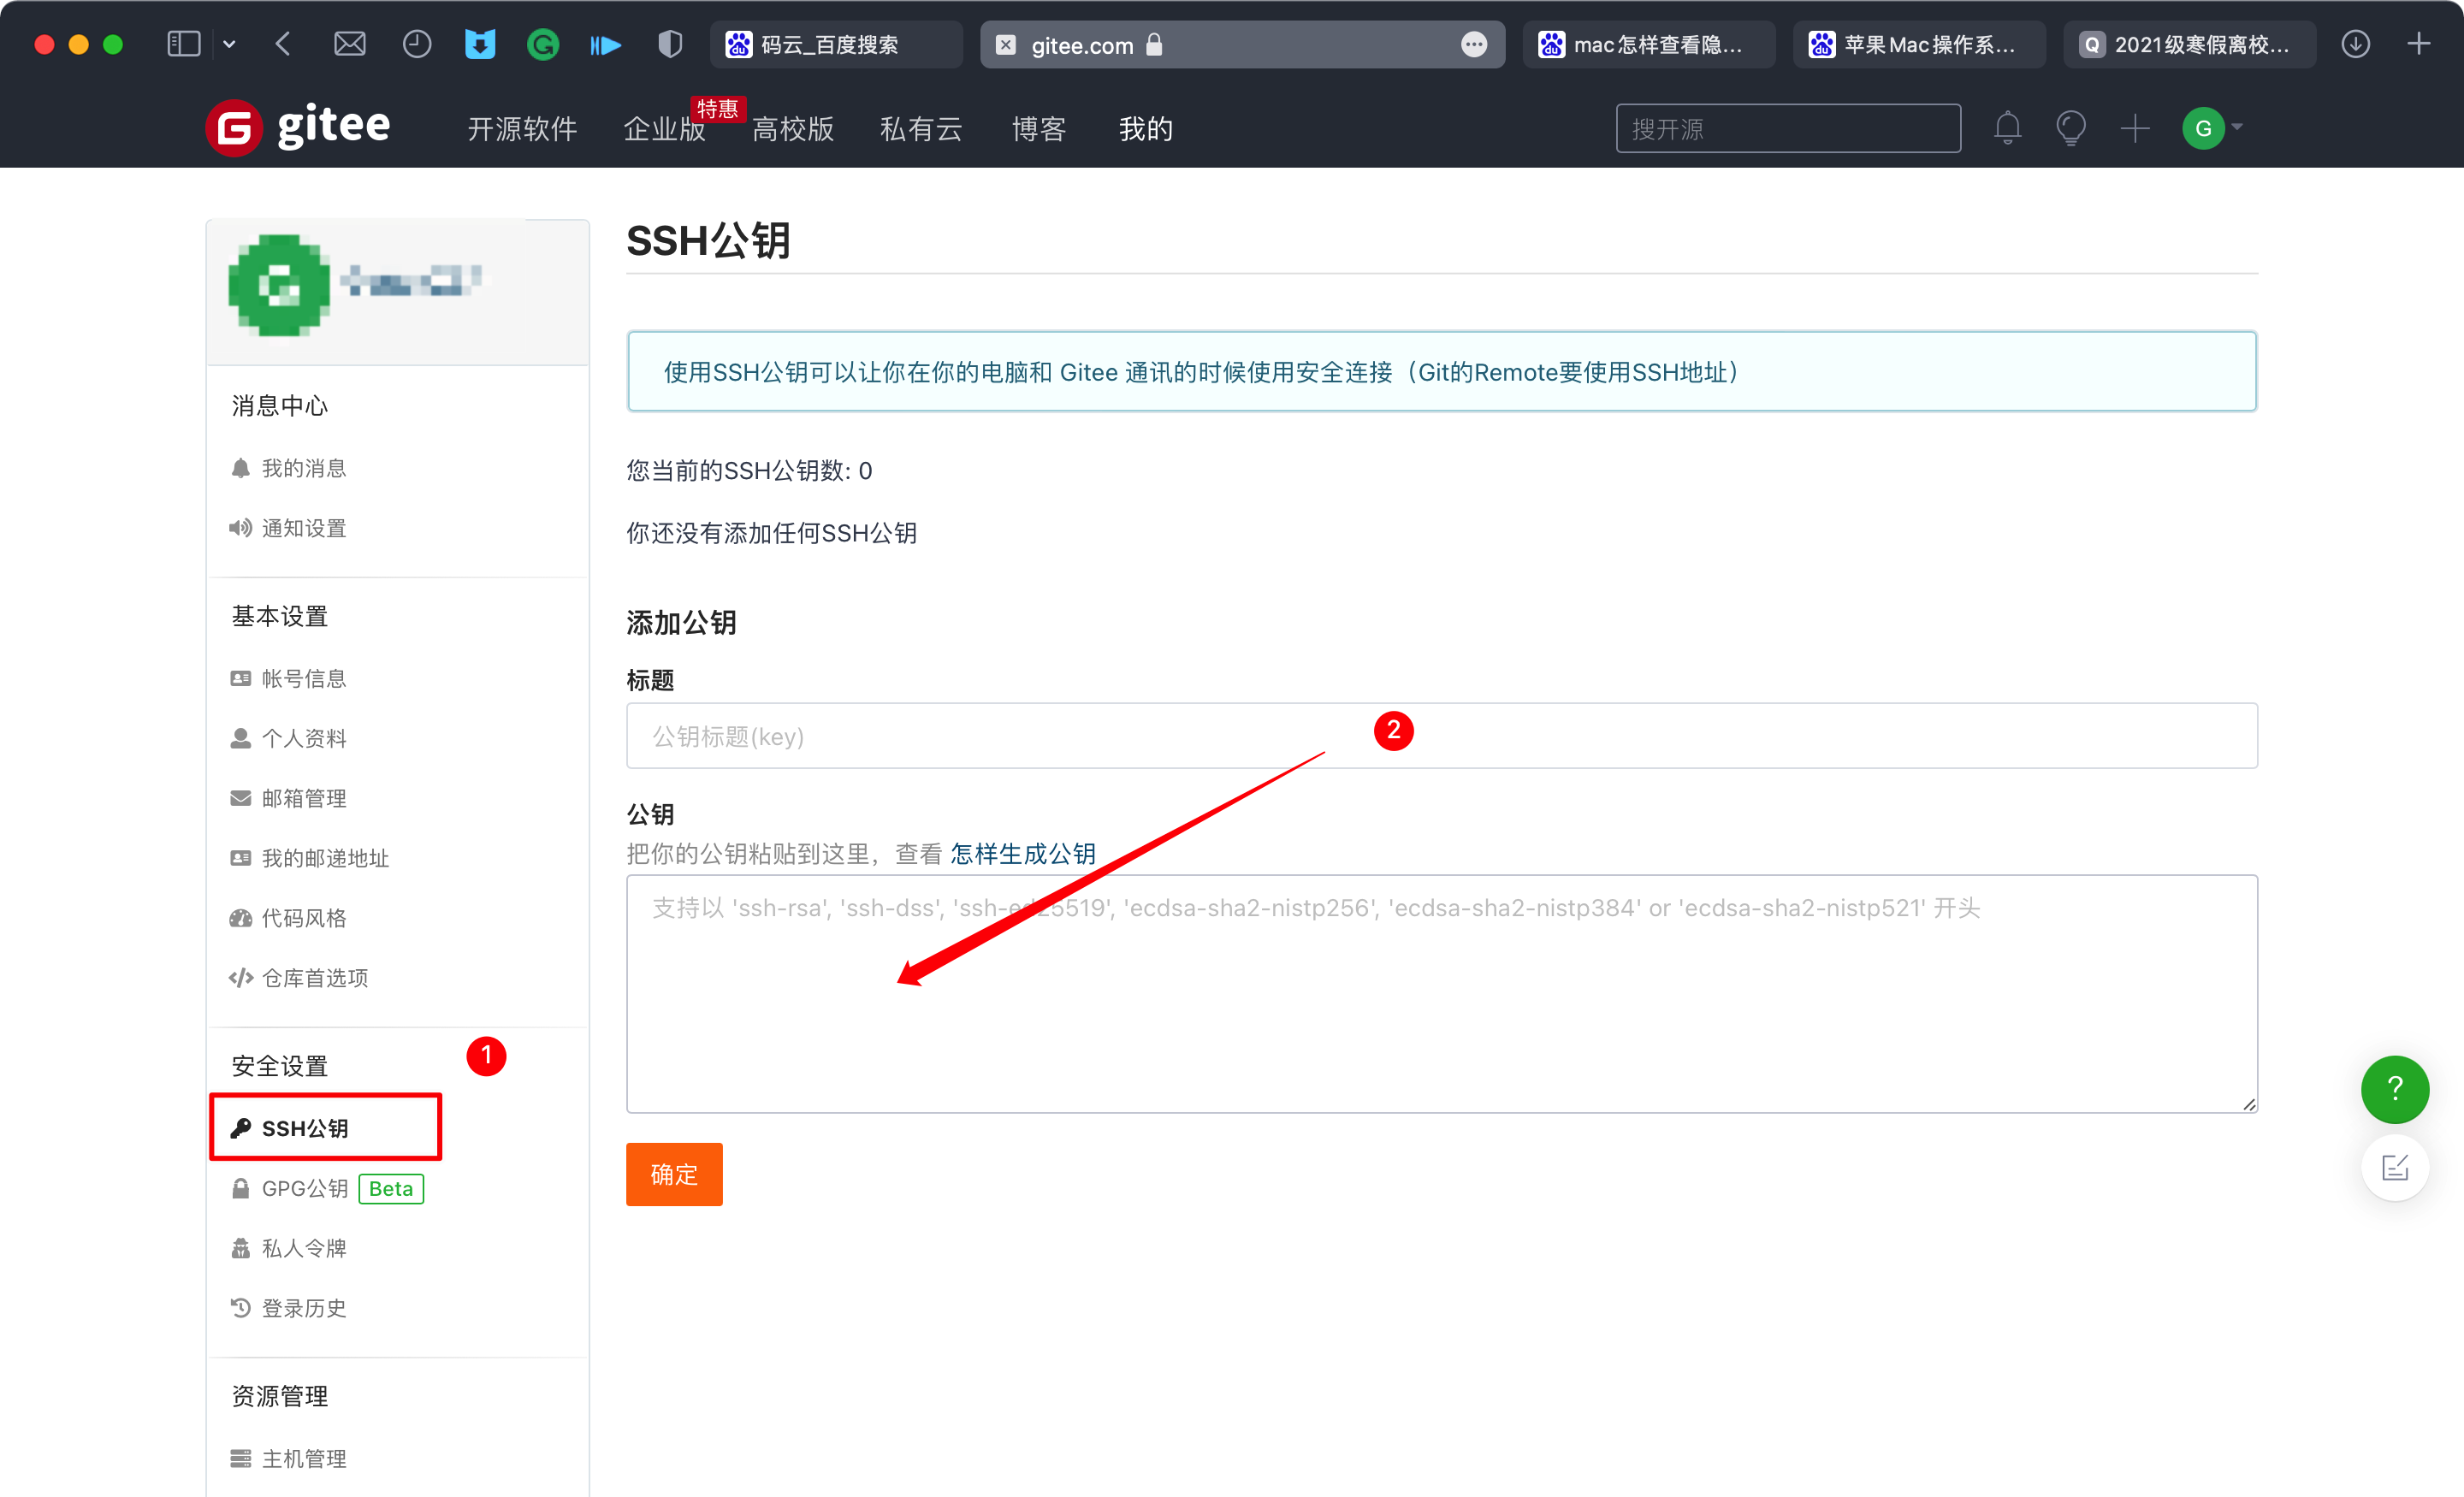 码云_百度搜索
gitee.com
mac怎样查看隐...
苹果Mac操作系...
Q 2021级寒假离校...
G gitee
开源软件
企业版
特惠
高校版
私有云
博客
我的
搜开源
G
SSH公钥
使用SSH公钥可以让你在你的电脑和 Gitee 通讯的时候使用安全连接（Git的Remote要使用SSH地址）
消息中心
我的消息
通知设置
基本设置
帐号信息
个人资料
邮箱管理
我的邮递地址
代码风格
仓库首选项
安全设置
1
SSH公钥
GPG公钥 Beta
私人令牌
登录历史
资源管理
主机管理
您当前的SSH公钥数: 0
你还没有添加任何SSH公钥
添加公钥
标题
公钥标题(key)
2
公钥
把你的公钥粘贴到这里，查看 怎样生成公钥
支持以 'ssh-rsa', 'ssh-dss', 'ssh-ed25519', 'ecdsa-sha2-nistp256', 'ecdsa-sha2-nistp384' or 'ecdsa-sha2-nistp521' 开头
确定
?